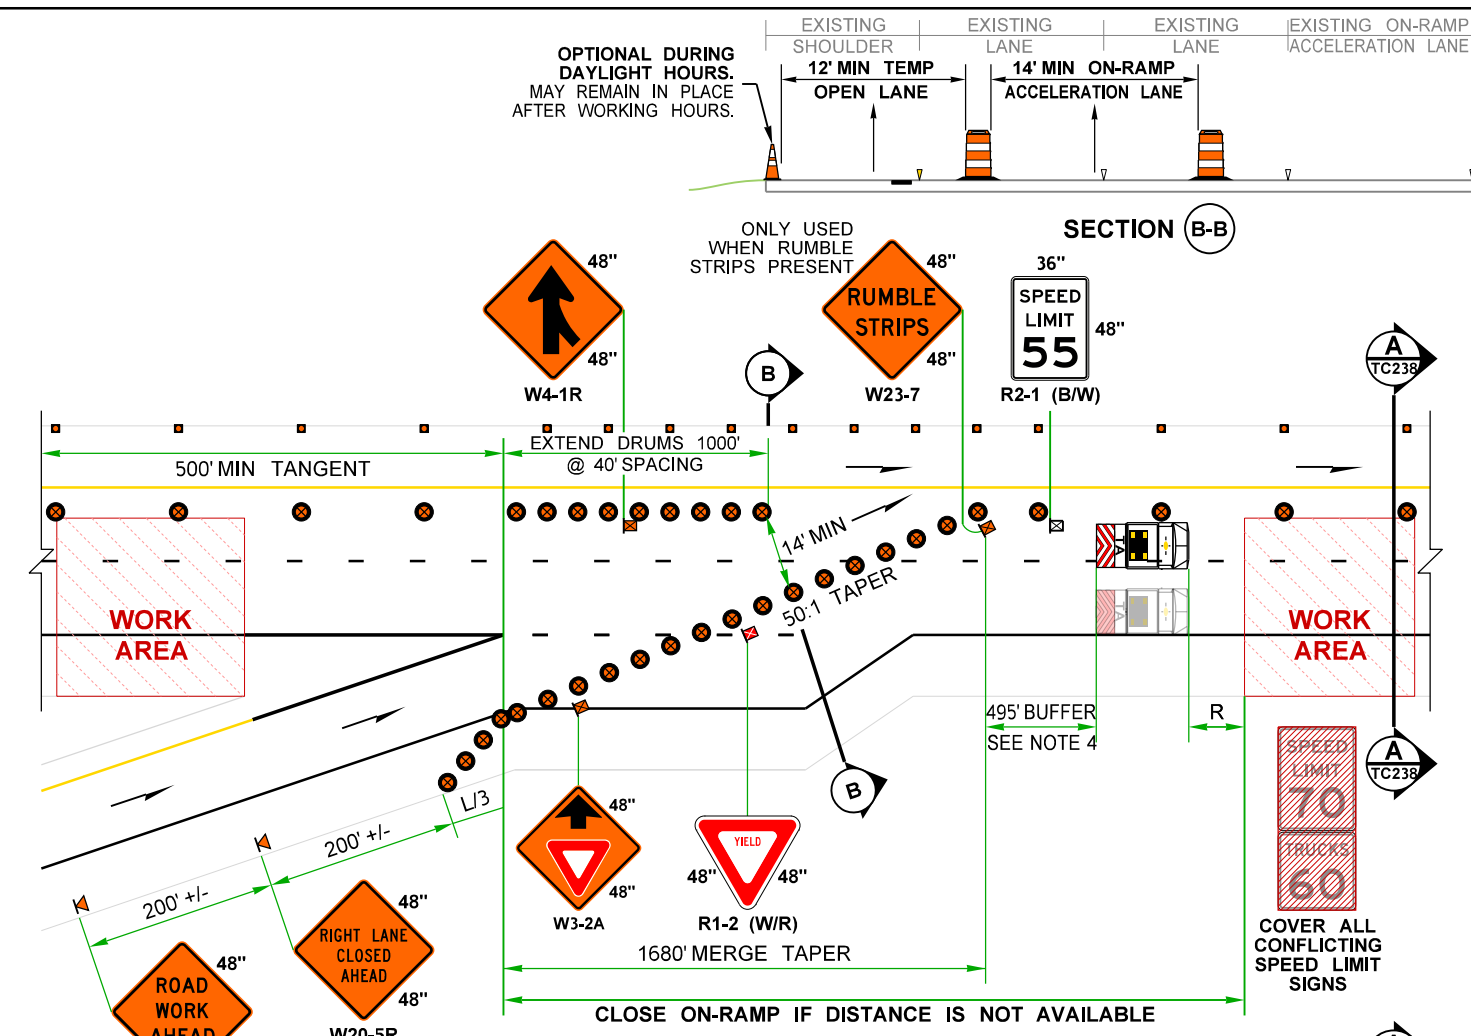 EXISTING SHOULDER
EXISTING LANE
EXISTING LANE
EXISTING ON-RAMP ACCELERATION LANE
OPTIONAL DURING
DAYLIGHT HOURS.
MAY REMAIN IN PLACE
AFTER WORKING HOURS.
12' MIN TEMP
OPEN LANE
14' MIN ON-RAMP
ACCELERATION LANE
SECTION B-B
ONLY USED
WHEN RUMBLE
STRIPS PRESENT
48"
48"
W4-1R
RUMBLE
STRIPS
48"
48"
W23-7
36"
SPEED
LIMIT
55
48"
R2-1 (B/W)
B
A
TC238
500' MIN TANGENT
EXTEND DRUMS 1000'
@ 40' SPACING
14' MIN
50:1 TAPER
WORK
AREA
WORK
AREA
495' BUFFER
SEE NOTE 4
R
B
A
TC238
SPEED
LIMIT
70
TRUCKS
60
COVER ALL
CONFLICTING
SPEED LIMIT
SIGNS
L/3
200' +/-
200' +/-
48"
48"
W3-2A
YIELD
48"
48"
R1-2 (W/R)
RIGHT LANE
CLOSED
AHEAD
48"
48"
W20-5R
ROAD
WORK
AHEAD
48"
1680' MERGE TAPER
CLOSE ON-RAMP IF DISTANCE IS NOT AVAILABLE
A